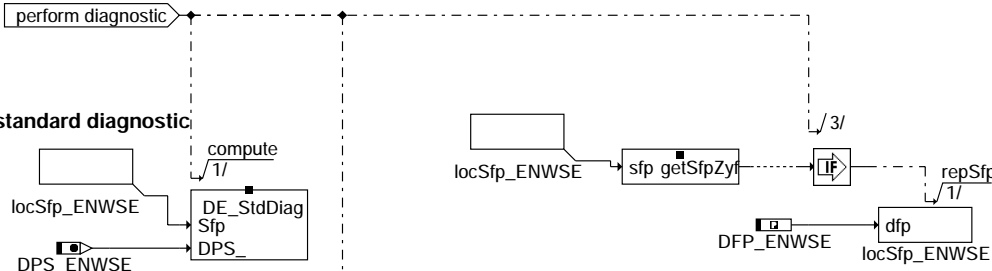 perform diagnostic
standard diagnostic
compute
1/
locSfp_ENWSE
DE_StdDiag
Sfp
DPS_
DPS_ENWSE
locSfp_ENWSE
sfp getSfpZyf
3/
IF
repSfp
1/
DFP_ENWSE
dfp
locSfp_ENWSE